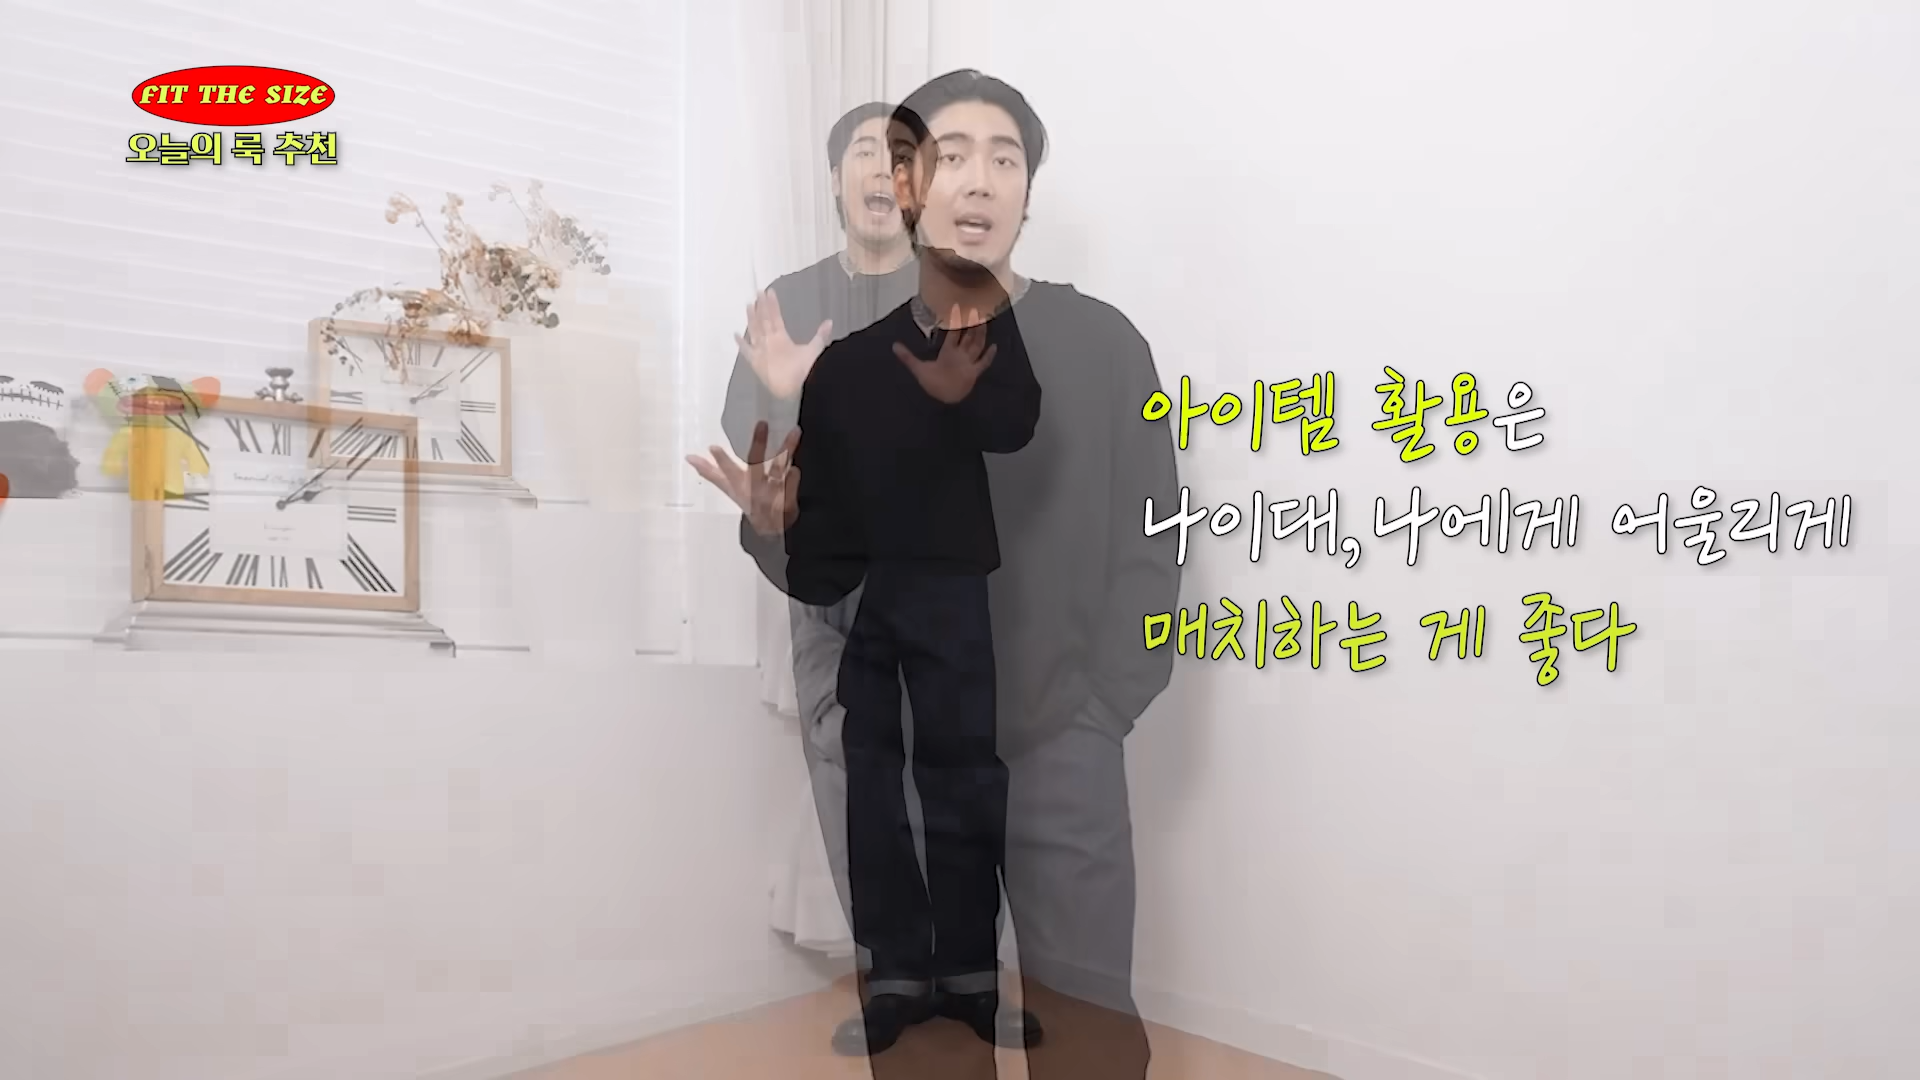 FIT THE SIZE
오늘의 룩 추천
아이템 활용은
나이대, 나에게 어울리게
매치하는 게 좋다